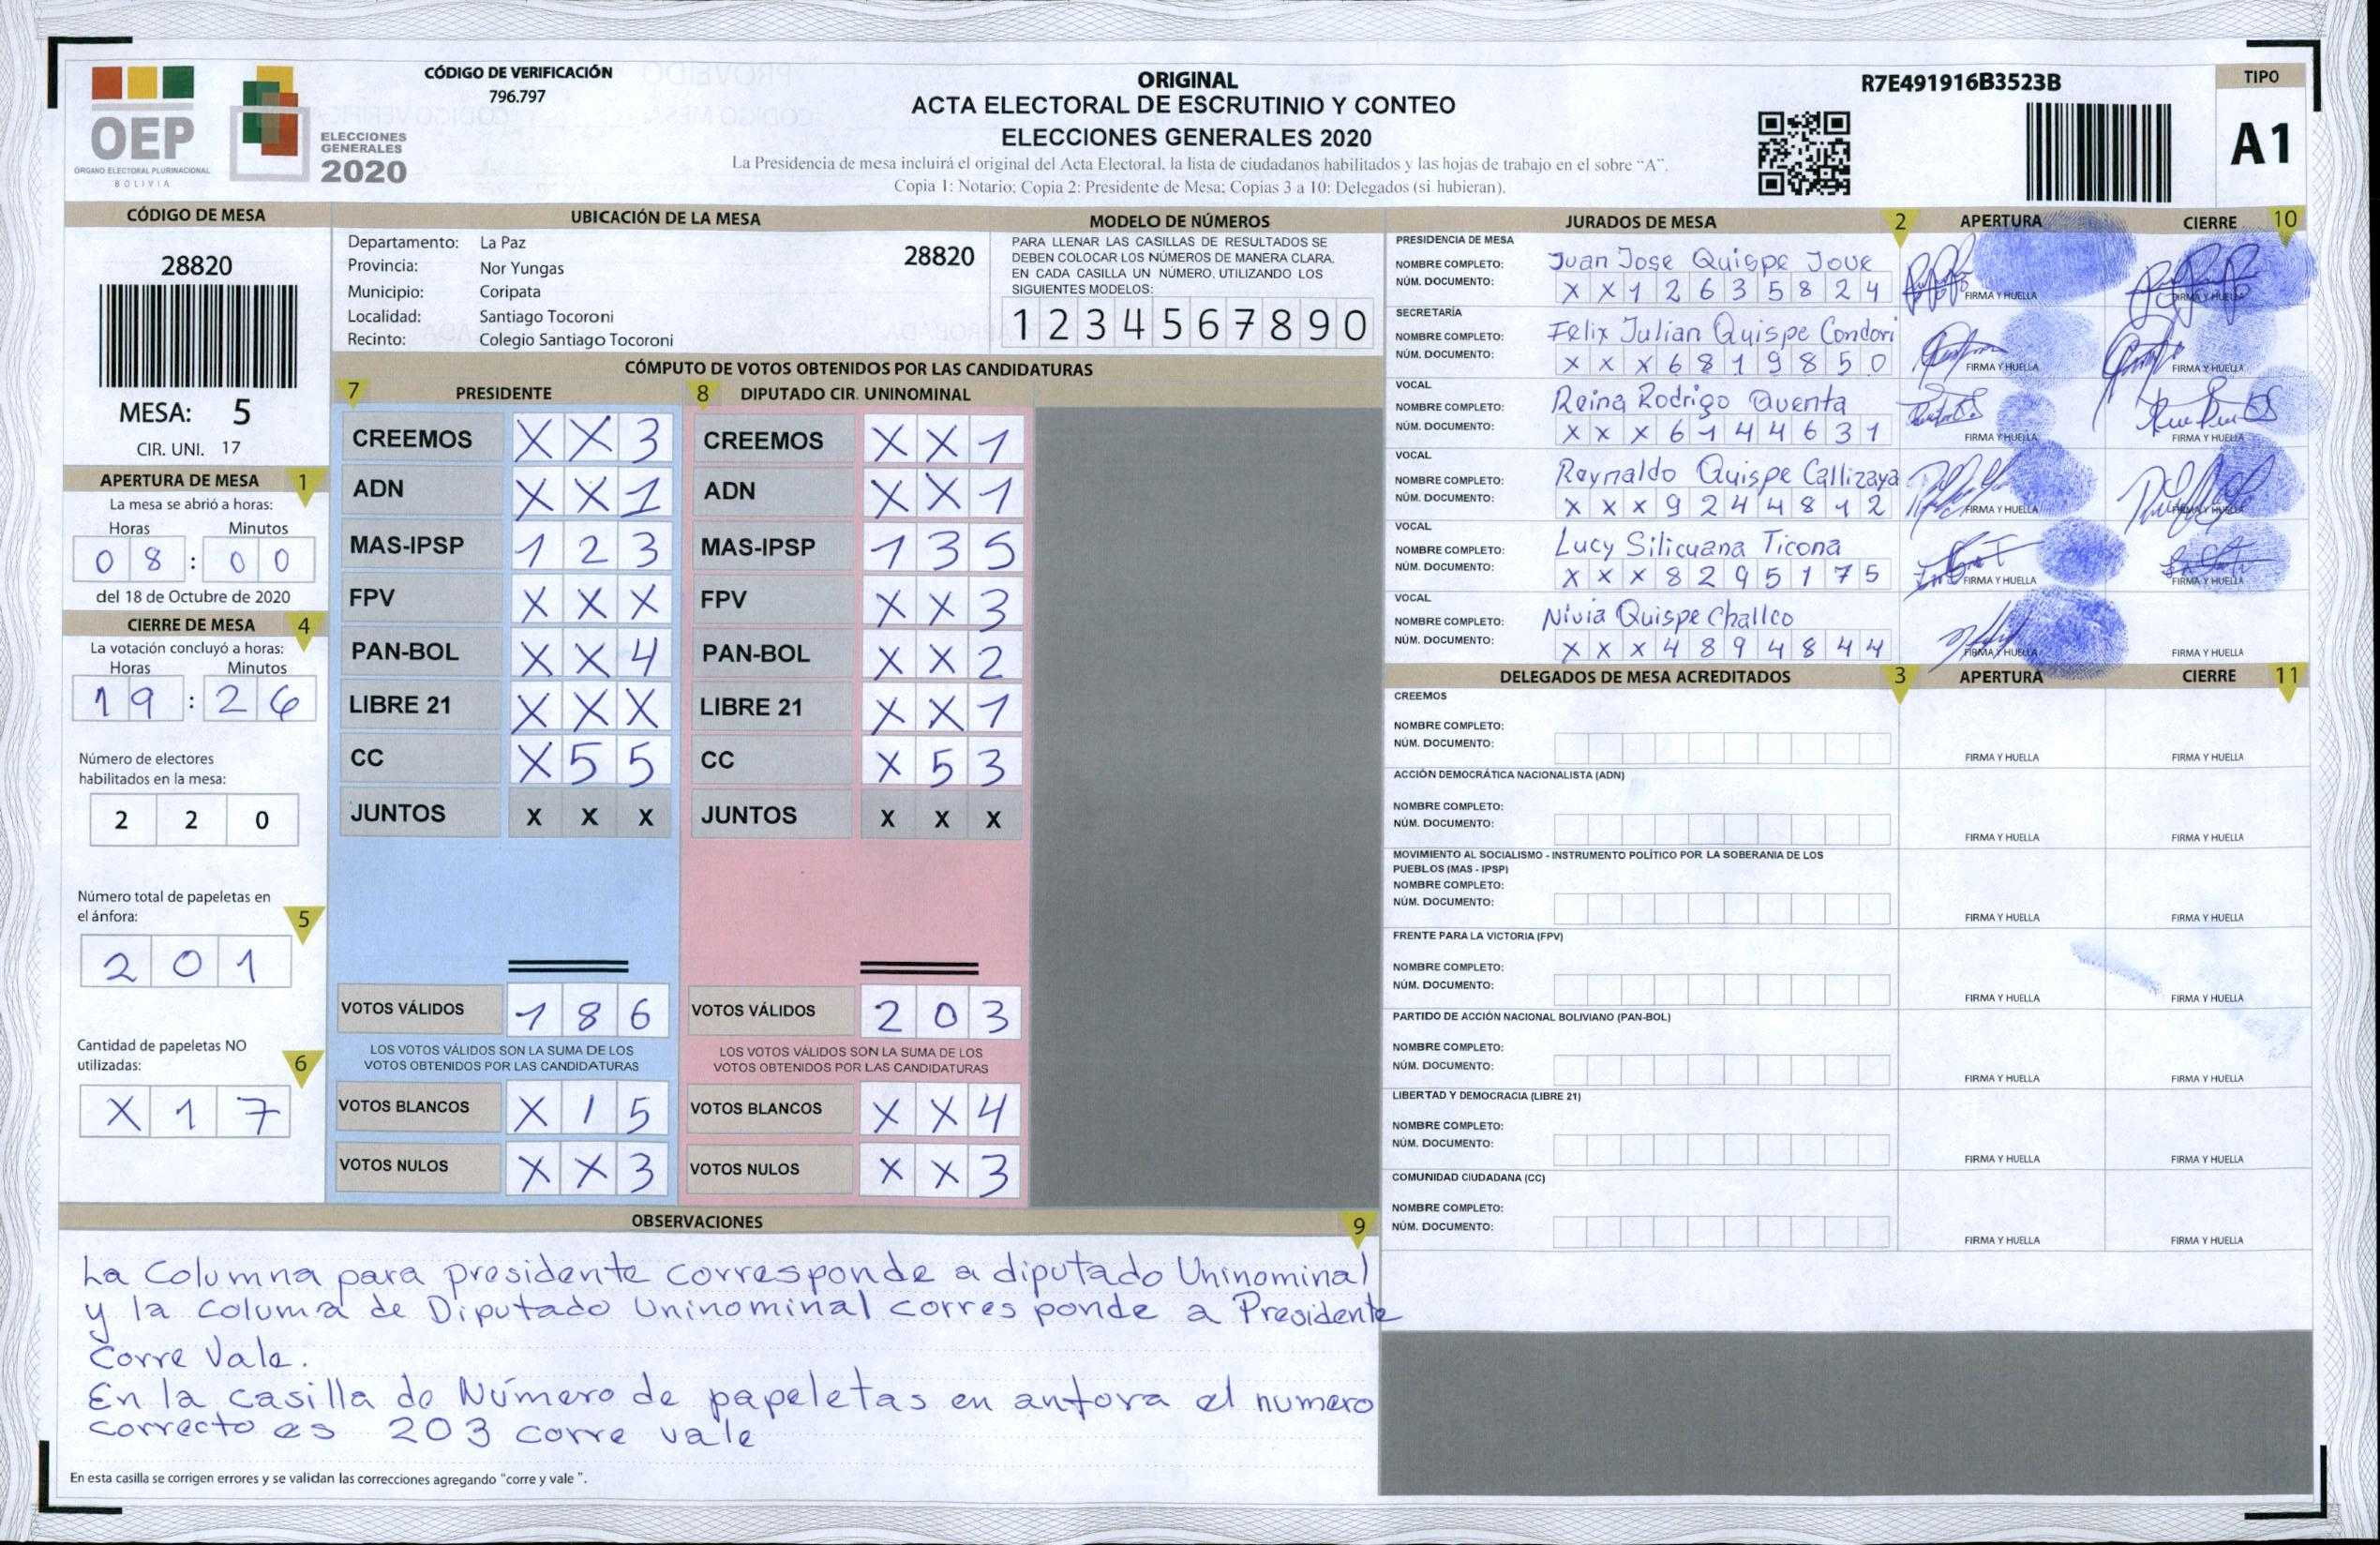 OEP
ÓRGANO ELECTORAL PLURINACIONAL
BOLIVIA
ELECCIONES
GENERALES
2020
CÓDIGO DE VERIFICACIÓN
796.797
ORIGINAL
ACTA ELECTORAL DE ESCRUTINIO Y CONTEO
ELECCIONES GENERALES 2020
La Presidencia de mesa incluirá el original del Acta Electoral, la lista de ciudadanos habilitados y las hojas de trabajo en el sobre "A".
Copia 1: Notario; Copia 2: Presidente de Mesa; Copias 3 a 10: Delegados (si hubieran).
R7E491916B3523B
TIPO
A1
CÓDIGO DE MESA
28820
MESA: 5
CIR. UNI. 17
APERTURA DE MESA 1
La mesa se abrió a horas:
Horas Minutos
0 8 : 0 0
del 18 de Octubre de 2020
CIERRE DE MESA 4
La votación concluyó a horas:
Horas Minutos
1 9 : 2 6
Número de electores
habilitados en la mesa:
2 2 0
Número total de papeletas en
el ánfora: 5
2 0 1
Cantidad de papeletas NO
utilizadas: 6
X 1 7
UBICACIÓN DE LA MESA
Departamento: La Paz 28820
Provincia: Nor Yungas
Municipio: Coripata
Localidad: Santiago Tocoroni
Recinto: Colegio Santiago Tocoroni
MODELO DE NÚMEROS
PARA LLENAR LAS CASILLAS DE RESULTADOS SE
DEBEN COLOCAR LOS NÚMEROS DE MANERA CLARA,
EN CADA CASILLA UN NÚMERO, UTILIZANDO LOS
SIGUIENTES MODELOS:
1 2 3 4 5 6 7 8 9 0
CÓMPUTO DE VOTOS OBTENIDOS POR LAS CANDIDATURAS
7 PRESIDENTE 8 DIPUTADO CIR. UNINOMINAL
CREEMOS X X 3 CREEMOS X X 1
ADN X X 1 ADN X X 1
MAS-IPSP 1 2 3 MAS-IPSP 1 3 5
FPV X X X FPV X X 3
PAN-BOL X X 4 PAN-BOL X X 2
LIBRE 21 X X X LIBRE 21 X X 1
CC X 5 5 CC X 5 3
JUNTOS X X X JUNTOS X X X
VOTOS VÁLIDOS 1 8 6 VOTOS VÁLIDOS 2 0 3
LOS VOTOS VÁLIDOS SON LA SUMA DE LOS
VOTOS OBTENIDOS POR LAS CANDIDATURAS
LOS VOTOS VÁLIDOS SON LA SUMA DE LOS
VOTOS OBTENIDOS POR LAS CANDIDATURAS
VOTOS BLANCOS X 1 5 VOTOS BLANCOS X X 4
VOTOS NULOS X X 3 VOTOS NULOS X X 3
OBSERVACIONES 9
La Columna para presidente corresponde a diputado Uninominal
y la columa de Diputado Uninominal corresponde a Presidente
Corre Vale.
En la casilla de Número de papeletas en anfora el numero
correcto es 203 corre vale
En esta casilla se corrigen errores y se validan las correcciones agregando "corre y vale".
JURADOS DE MESA 2 APERTURA CIERRE 10
PRESIDENCIA DE MESA
NOMBRE COMPLETO: Juan Jose Quispe Jove
NÚM. DOCUMENTO: X X 1 2 6 3 5 8 2 4
FIRMA Y HUELLA FIRMA Y HUELLA
SECRETARÍA
NOMBRE COMPLETO: Felix Julian Quispe Condori
NÚM. DOCUMENTO: X X X 6 8 1 9 8 5 0
FIRMA Y HUELLA FIRMA Y HUELLA
VOCAL
NOMBRE COMPLETO: Reina Rodrigo Quenta
NÚM. DOCUMENTO: X X X 6 1 4 4 6 3 1
FIRMA Y HUELLA FIRMA Y HUELLA
VOCAL
NOMBRE COMPLETO: Reynaldo Quispe Callizaya
NÚM. DOCUMENTO: X X X 9 2 4 4 8 1 2
FIRMA Y HUELLA FIRMA Y HUELLA
VOCAL
NOMBRE COMPLETO: Lucy Silicuana Ticona
NÚM. DOCUMENTO: X X X 8 2 9 5 1 7 5
FIRMA Y HUELLA FIRMA Y HUELLA
VOCAL
NOMBRE COMPLETO: Nivia Quispe Challco
NÚM. DOCUMENTO: X X X 4 8 9 4 8 4 4
FIRMA Y HUELLA FIRMA Y HUELLA
DELEGADOS DE MESA ACREDITADOS 3 APERTURA CIERRE 11
CREEMOS
NOMBRE COMPLETO:
NÚM. DOCUMENTO:
FIRMA Y HUELLA FIRMA Y HUELLA
ACCIÓN DEMOCRÁTICA NACIONALISTA (ADN)
NOMBRE COMPLETO:
NÚM. DOCUMENTO:
FIRMA Y HUELLA FIRMA Y HUELLA
MOVIMIENTO AL SOCIALISMO - INSTRUMENTO POLÍTICO POR LA SOBERANIA DE LOS
PUEBLOS (MAS - IPSP)
NOMBRE COMPLETO:
NÚM. DOCUMENTO:
FIRMA Y HUELLA FIRMA Y HUELLA
FRENTE PARA LA VICTORIA (FPV)
NOMBRE COMPLETO:
NÚM. DOCUMENTO:
FIRMA Y HUELLA FIRMA Y HUELLA
PARTIDO DE ACCIÓN NACIONAL BOLIVIANO (PAN-BOL)
NOMBRE COMPLETO:
NÚM. DOCUMENTO:
FIRMA Y HUELLA FIRMA Y HUELLA
LIBERTAD Y DEMOCRACIA (LIBRE 21)
NOMBRE COMPLETO:
NÚM. DOCUMENTO:
FIRMA Y HUELLA FIRMA Y HUELLA
COMUNIDAD CIUDADANA (CC)
NOMBRE COMPLETO:
NÚM. DOCUMENTO:
FIRMA Y HUELLA FIRMA Y HUELLA